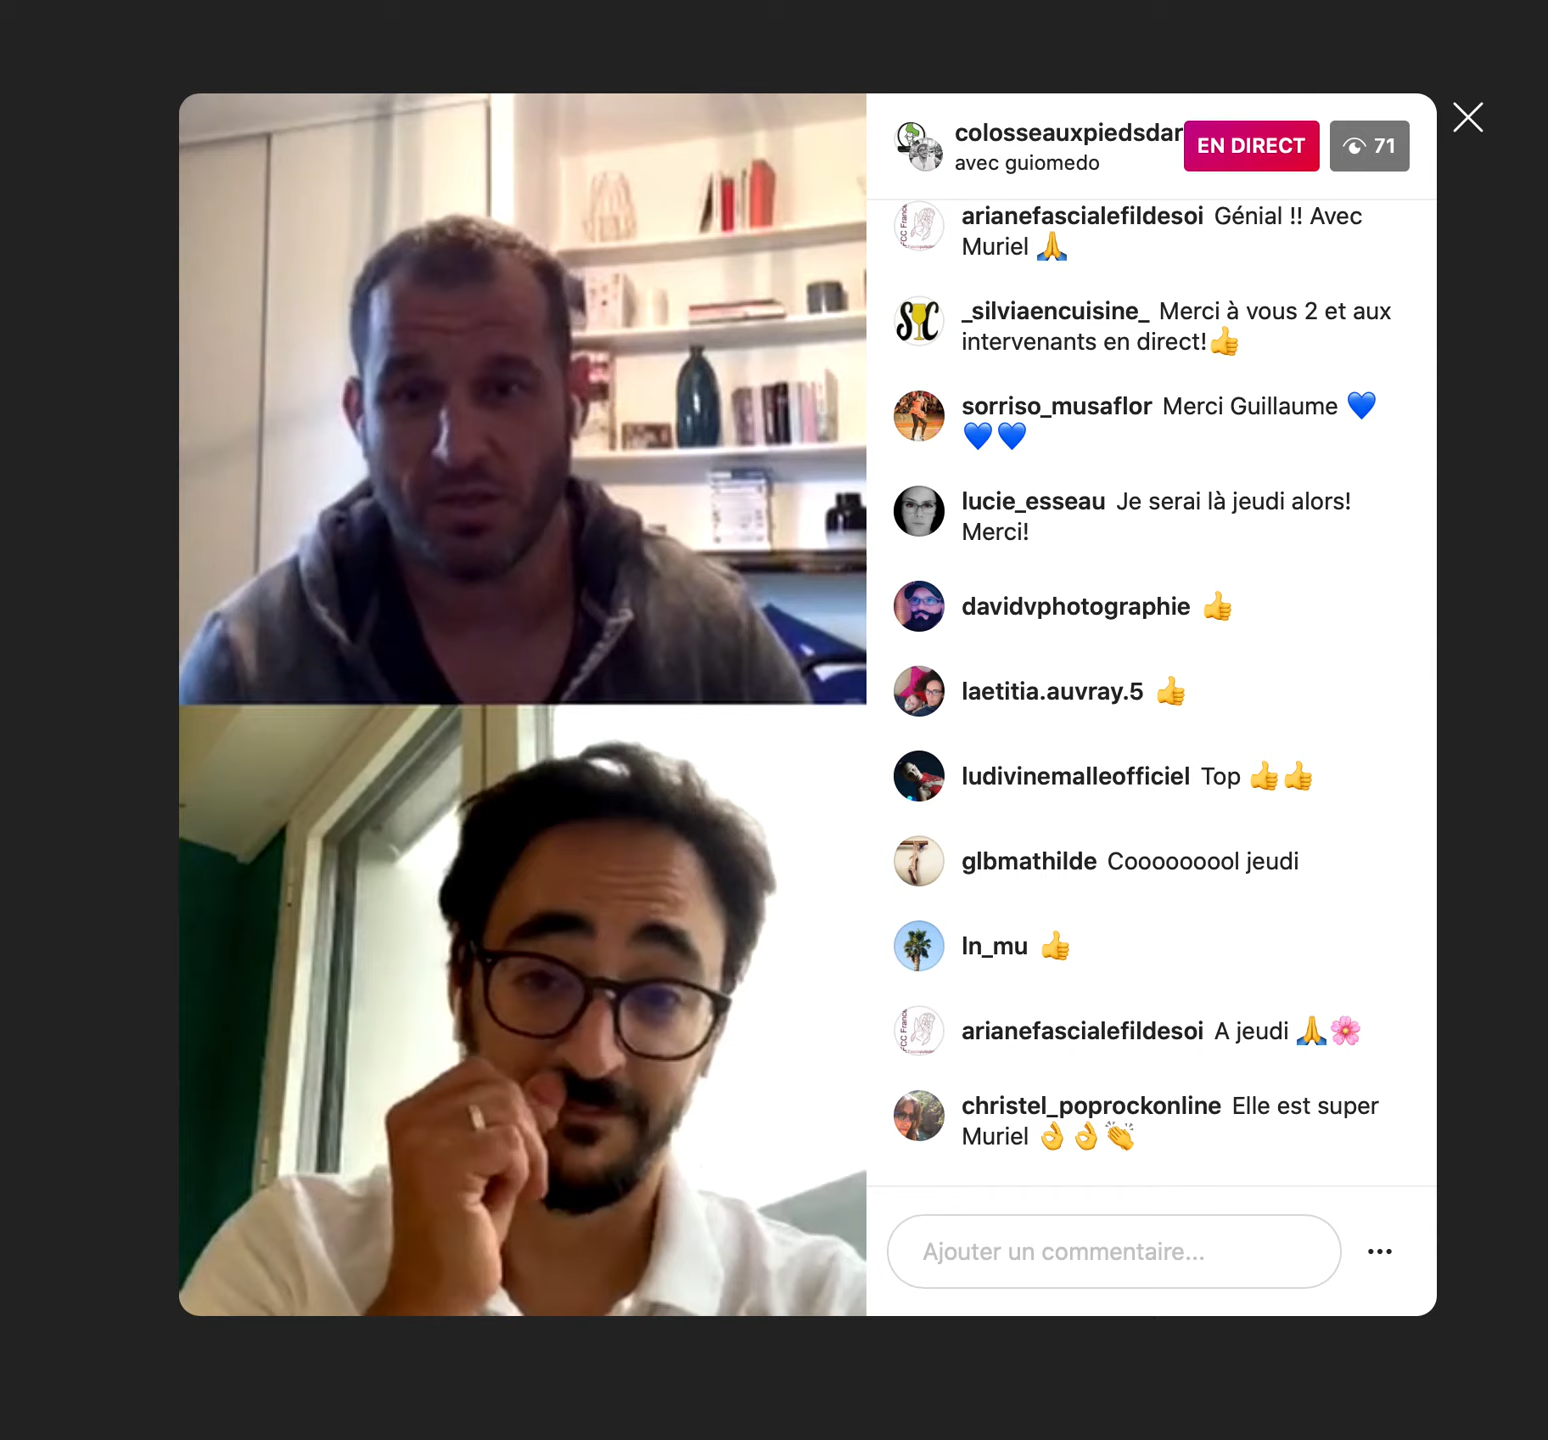 colosseauxpiedsdar
avec guiomedo
EN DIRECT
71
arianefascialefildesoi Génial !! Avec
Muriel 🙏
_silviaencuisine_ Merci à vous 2 et aux
intervenants en direct!👍
sorriso_musaflor Merci Guillaume 💙
💙💙
lucie_esseau Je serai là jeudi alors!
Merci!
davidvphotographie 👍
laetitia.auvray.5 👍
ludivinemalleofficiel Top 👍👍
glbmathilde Coooooooool jeudi
ln_mu 👍
arianefascialefildesoi A jeudi 🙏🌸
christel_poprockonline Elle est super
Muriel 👌👌👏
Ajouter un commentaire...